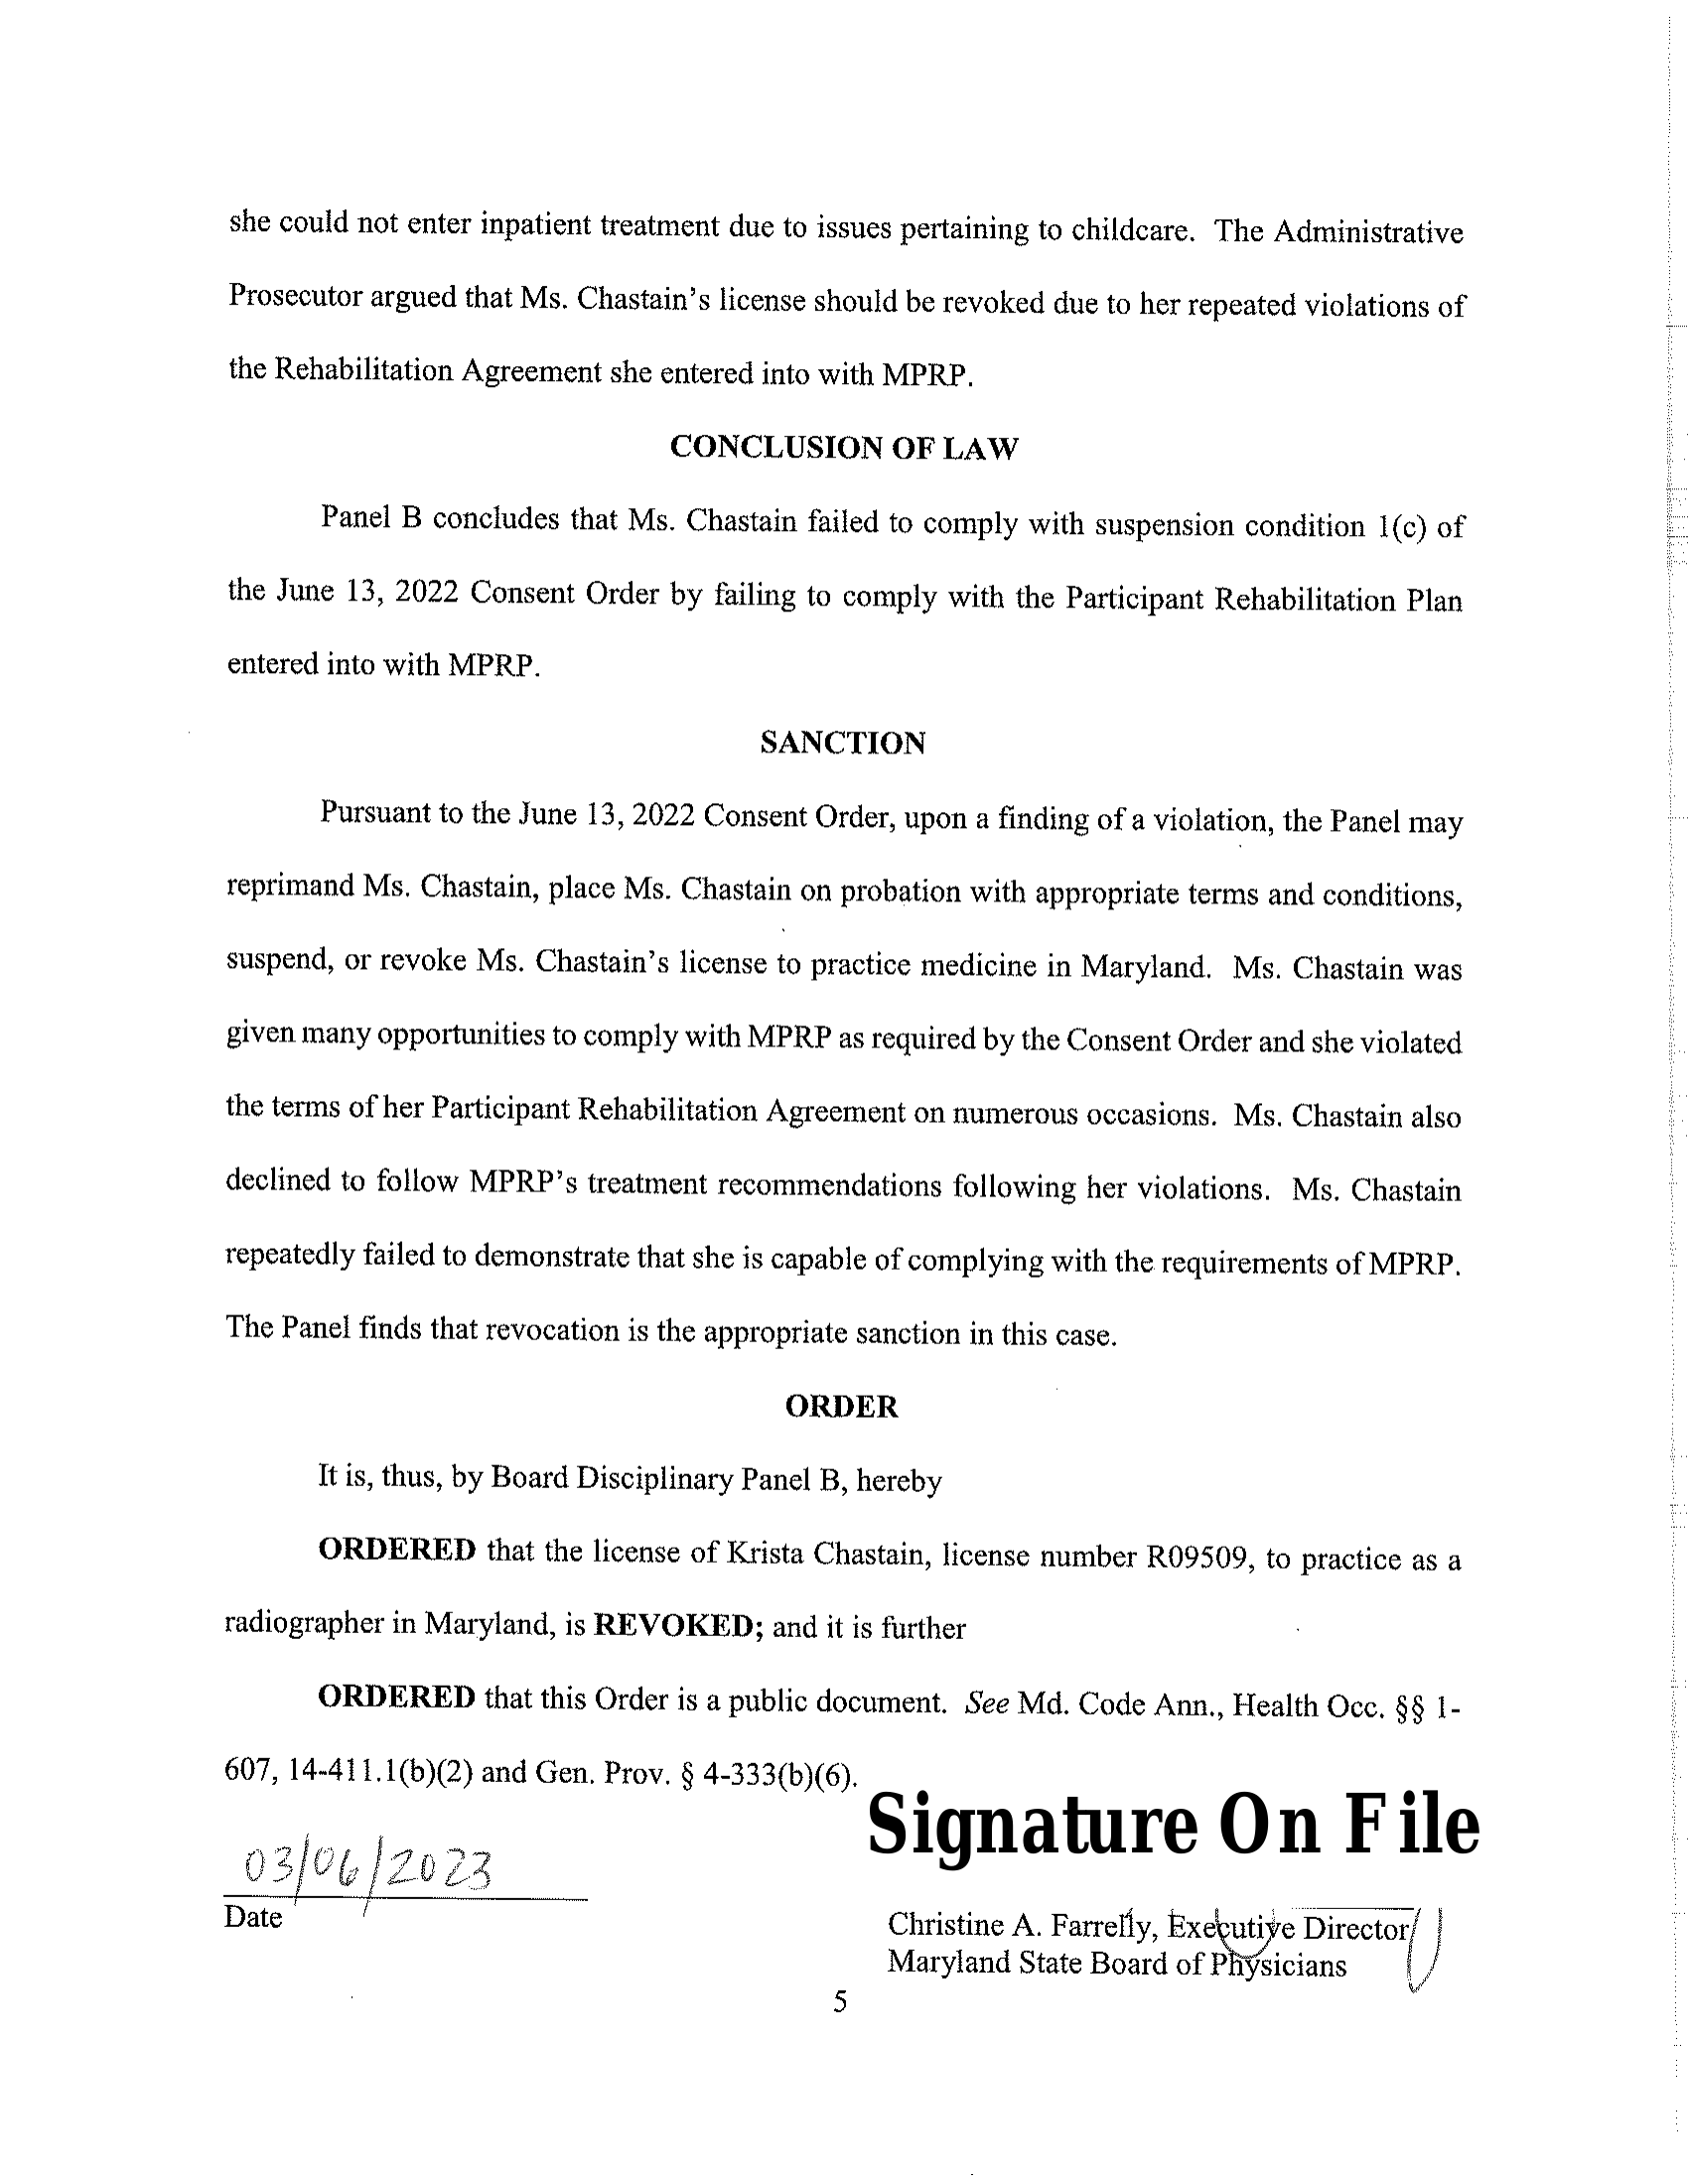 she could not enter inpatient treatment due to issues pertaining to childcare. The Administrative
Prosecutor argued that Ms. Chastain's license should be revoked due to her repeated violations of
the Rehabilitation Agreement she entered into with MPRP.
CONCLUSION OF LAW
Panel B concludes that Ms. Chastain failed to comply with suspension condition 1(c) of
the June 13, 2022 Consent Order by failing to comply with the Participant Rehabilitation Plan
entered into with MPRP.
SANCTION
Pursuant to the June 13, 2022 Consent Order, upon a finding of a violation, the Panel may
reprimand Ms. Chastain, place Ms. Chastain on probation with appropriate terms and conditions,
suspend, or revoke Ms. Chastain's license to practice medicine in Maryland. Ms. Chastain was
given many opportunities to comply with MPRP as required by the Consent Order and she violated
the terms of her Participant Rehabilitation Agreement on numerous occasions. Ms. Chastain also
declined to follow MPRP's treatment recommendations following her violations. Ms. Chastain
repeatedly failed to demonstrate that she is capable of complying with the requirements of MPRP.
The Panel finds that revocation is the appropriate sanction in this case.
ORDER
It is, thus, by Board Disciplinary Panel B, hereby
ORDERED that the license of Krista Chastain, license number R09509, to practice as a
radiographer in Maryland, is REVOKED; and it is further
ORDERED that this Order is a public document. See Md. Code Ann., Health Occ. §§ 1-
607, 14-411.1(b)(2) and Gen. Prov. § 4-333(b)(6).
Signature On File
03/06/2023
Date
Christine A. Farrelly, Executive Director
Maryland State Board of Physicians
5